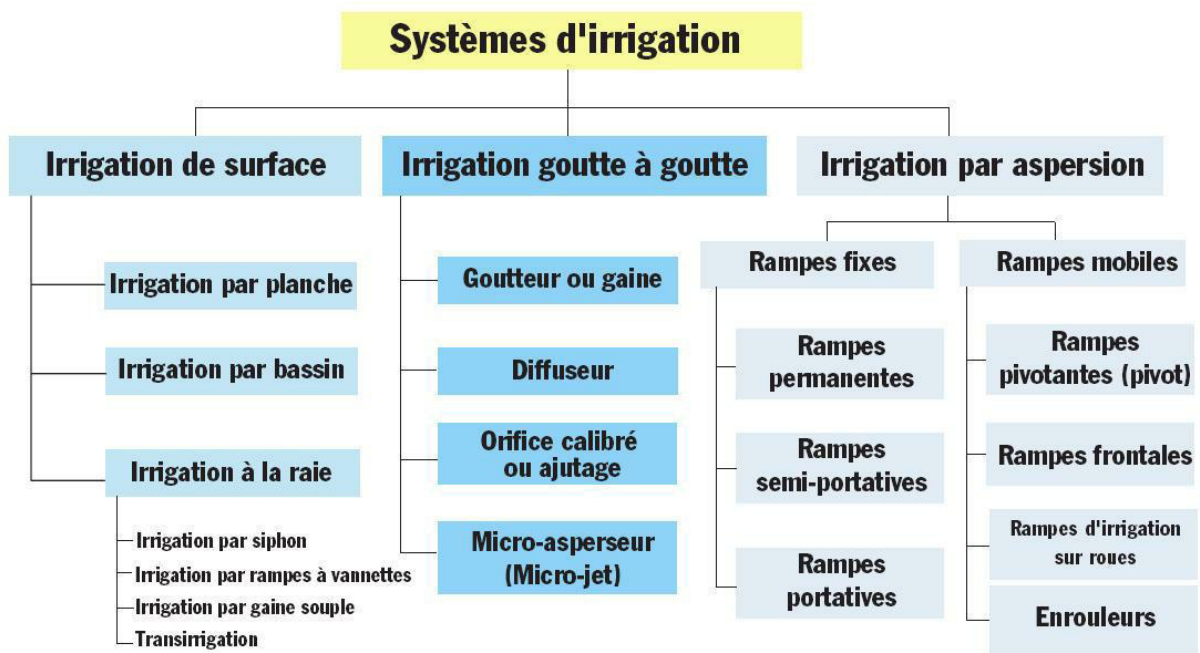 Systèmes d'irrigation
Irrigation de surface
Irrigation par planche
Irrigation par bassin
Irrigation à la raie
Irrigation par siphon
Irrigation par rampes à vannettes
Irrigation par gaine souple
Transirrigation
Irrigation goutte à goutte
Goutteur ou gaine
Diffuseur
Orifice calibré
ou ajutage
Micro-asperseur
(Micro-jet)
Irrigation par aspersion
Rampes fixes
Rampes
permanentes
Rampes
semi-portatives
Rampes
portatives
Rampes mobiles
Rampes
pivotantes (pivot)
Rampes frontales
Rampes d'irrigation
sur roues
Enrouleurs